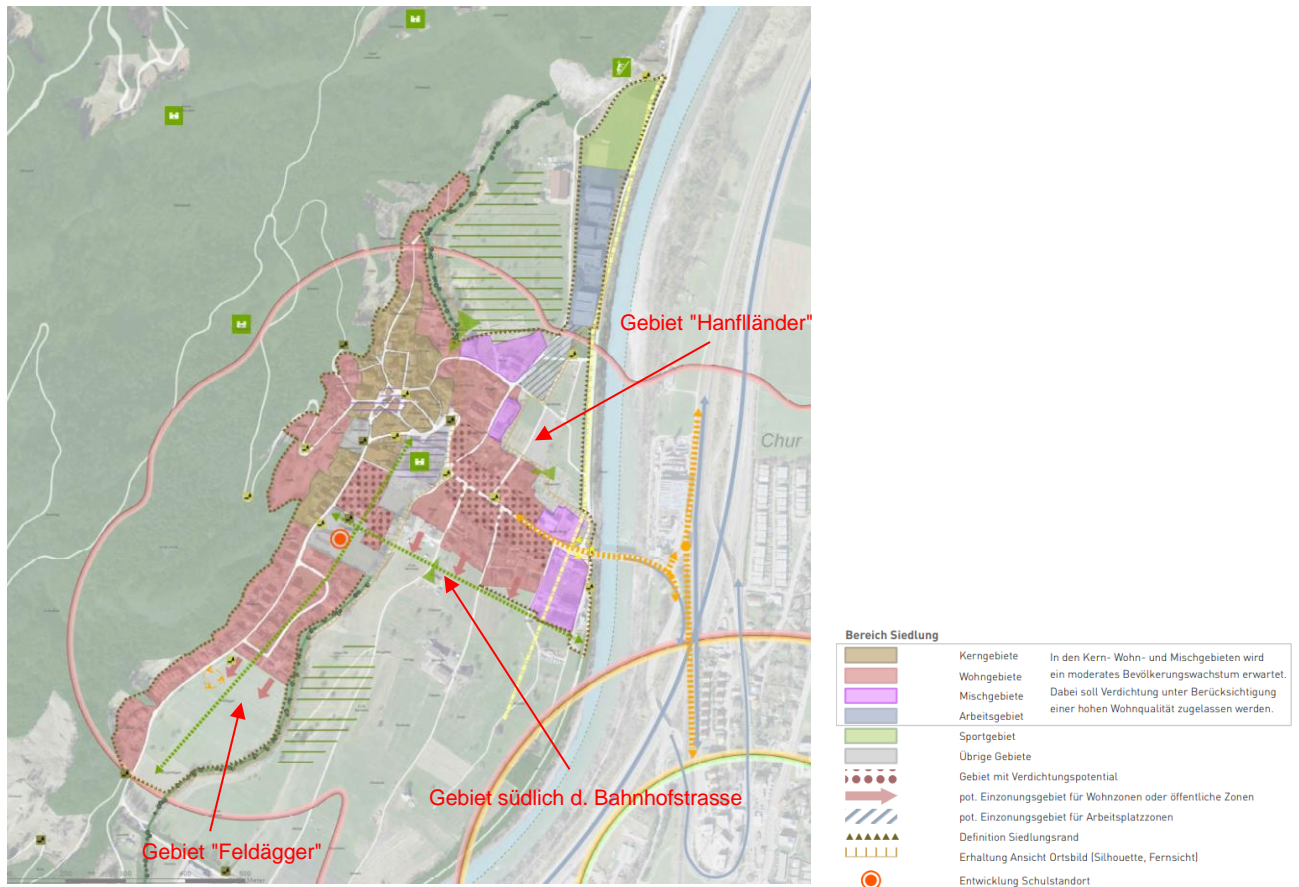 Gebiet "Hanflländer"
Chur
Gebiet südlich d. Bahnhofstrasse
Gebiet "Feldägger"
Bereich Siedlung
Kerngebiete
Wohngebiete
Mischgebiete
Arbeitsgebiet
In den Kern- Wohn- und Mischgebieten wird
ein moderates Bevölkerungswachstum erwartet.
Dabei soll Verdichtung unter Berücksichtigung
einer hohen Wohnqualität zugelassen werden.
Sportgebiet
Übrige Gebiete
Gebiet mit Verdichtungspotential
pot. Einzonungsgebiet für Wohnzonen oder öffentliche Zonen
pot. Einzonungsgebiet für Arbeitsplatzzonen
Definition Siedlungsrand
Erhaltung Ansicht Ortsbild (Silhouette, Fernsicht)
Entwicklung Schulstandort